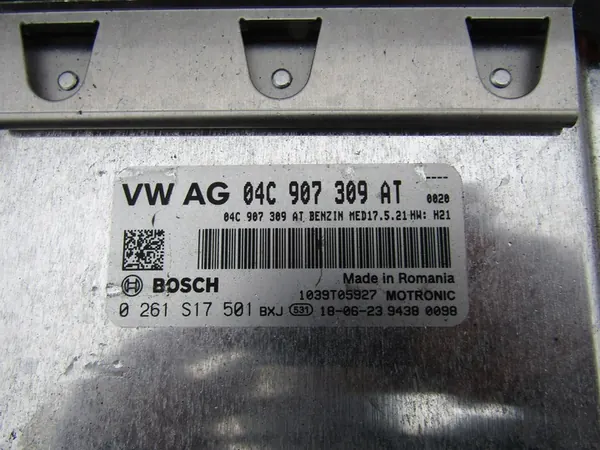 VW AG 04C 907 309 AT ---- 0020
04C 907 309 AT BENZIN MED17.5.21 HW: H21
BOSCH Made in Romania
1039T05927 MOTRONIC
0 261 S17 501 BXJ 531 18-06-23 9438 0098